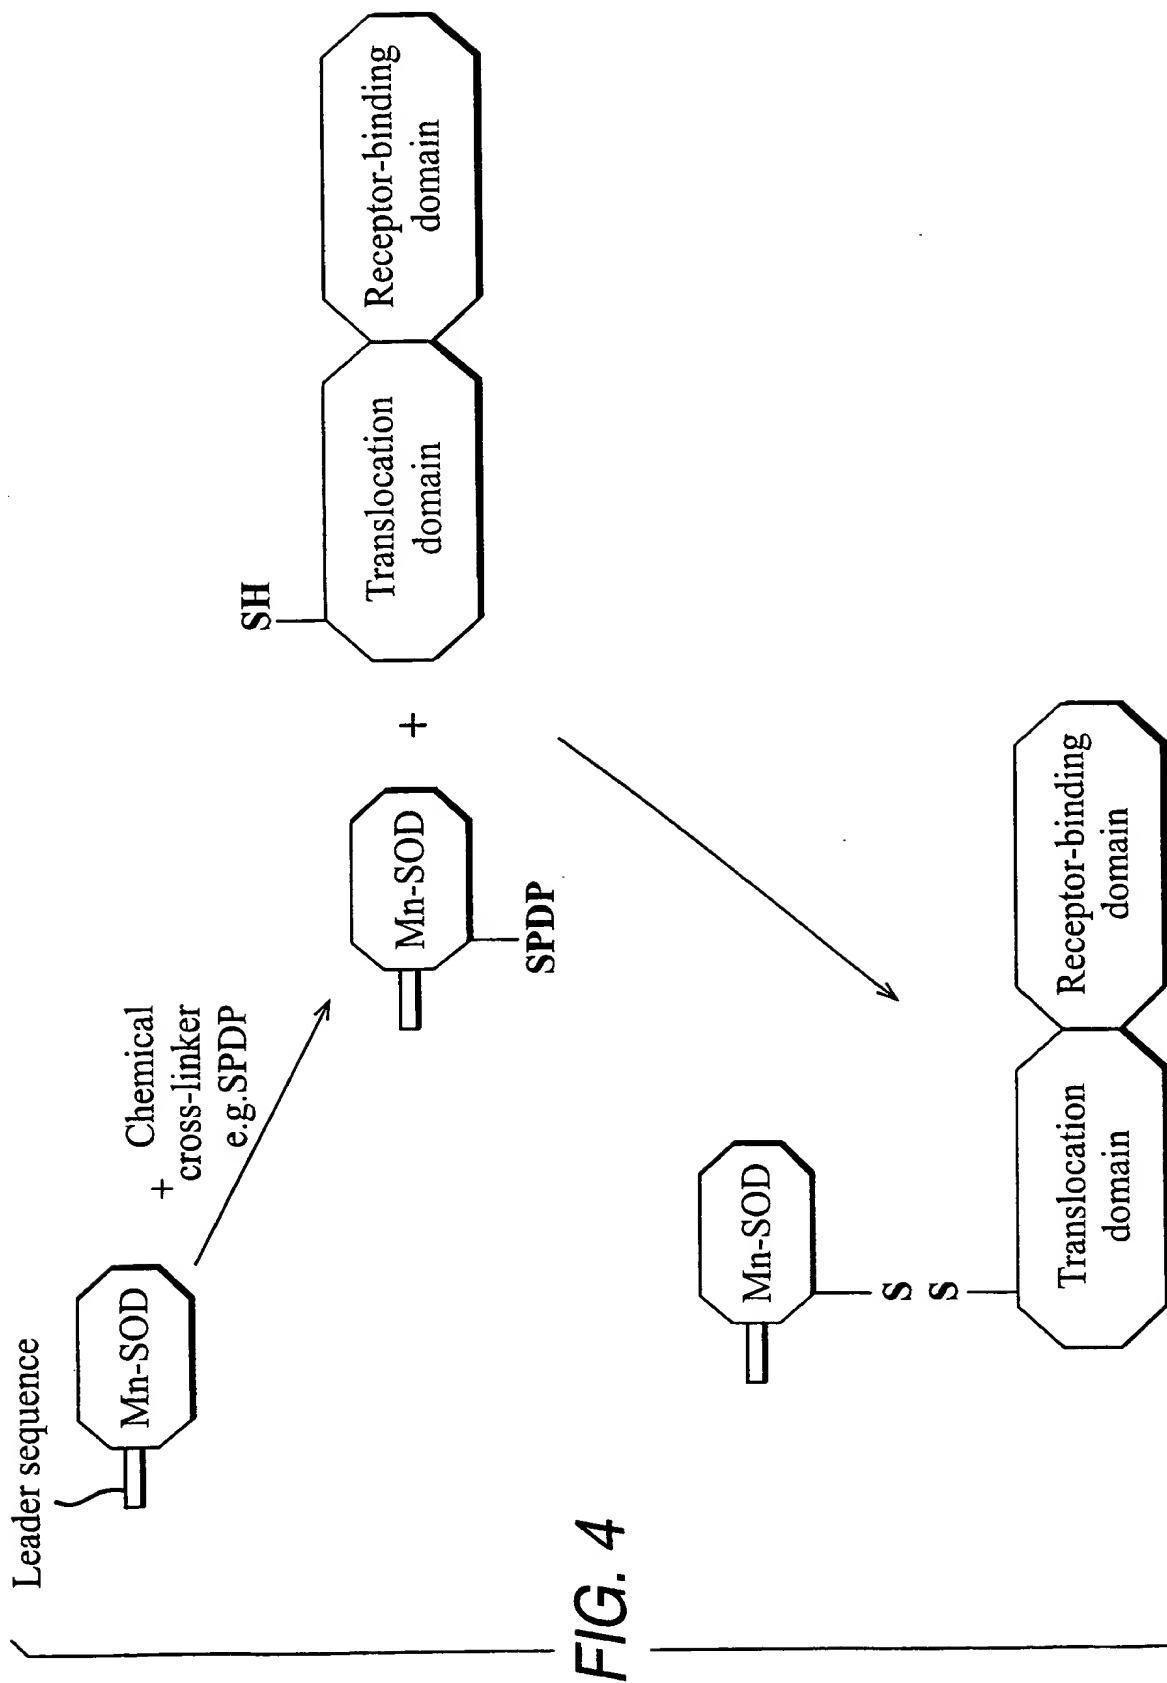 Leader sequence
Mn-SOD
+ Chemical
cross-linker
e.g.SPDP
Mn-SOD
SPDP
+
SH
Translocation
domain
Receptor-binding
domain
Mn-SOD
S
S
Translocation
domain
Receptor-binding
domain
FIG. 4